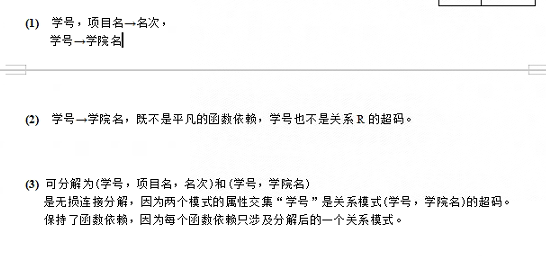 (1) 学号，项目名→名次，
学号→学院名
(2) 学号→学院名，既不是平凡的函数依赖，学号也不是关系 R 的超码。
(3) 可分解为(学号，项目名，名次)和(学号，学院名)
是无损连接分解，因为两个模式的属性交集“学号”是关系模式(学号，学院名)的超码。
保持了函数依赖，因为每个函数依赖只涉及分解后的一个关系模式。